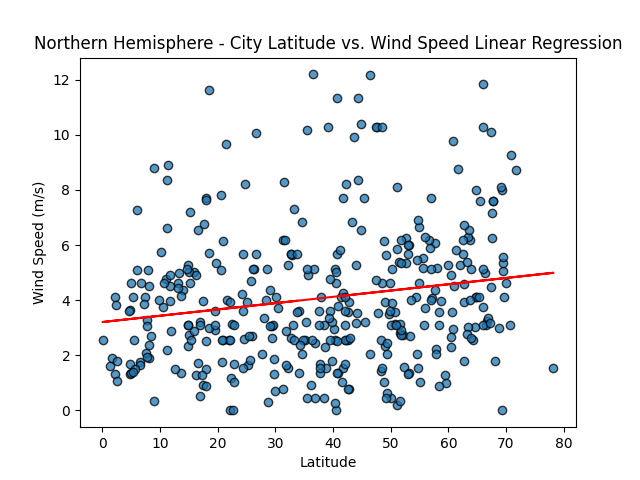 Northern Hemisphere - City Latitude vs. Wind Speed Linear Regression
12
10
8
6
4
2
0
Wind Speed (m/s)
0 10 20 30 40 50 60 70 80
Latitude